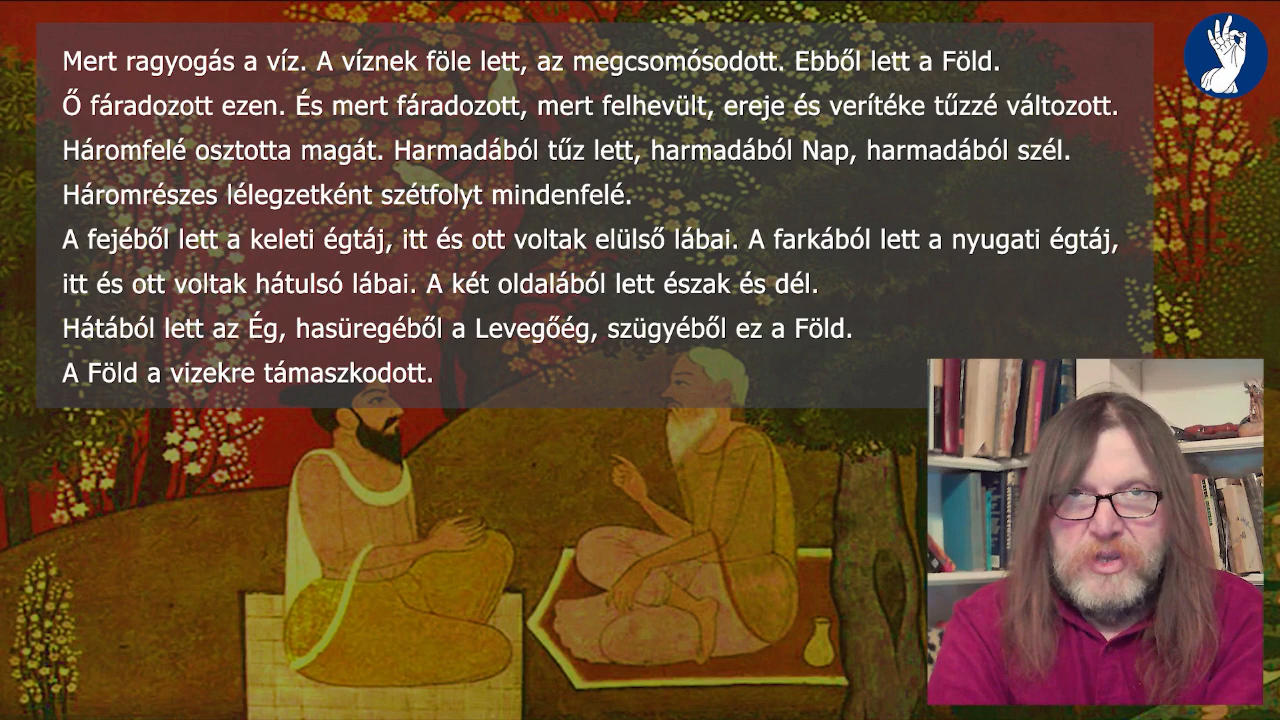 Mert ragyogás a víz. A víznek föle lett, az megcsomósodott. Ebből lett a Föld.
Ő fáradozott ezen. És mert fáradozott, mert felhevült, ereje és verítéke tűzzé változott.
Háromfelé osztotta magát. Harmadából tűz lett, harmadából Nap, harmadából szél.
Háromrészes lélegzetként szétfolyt mindenfelé.
A fejéből lett a keleti égtáj, itt és ott voltak elülső lábai. A farkából lett a nyugati égtáj,
itt és ott voltak hátulsó lábai. A két oldalából lett észak és dél.
Hátából lett az Ég, hasüregéből a Levegőég, szügyéből ez a Föld.
A Föld a vizekre támaszkodott.